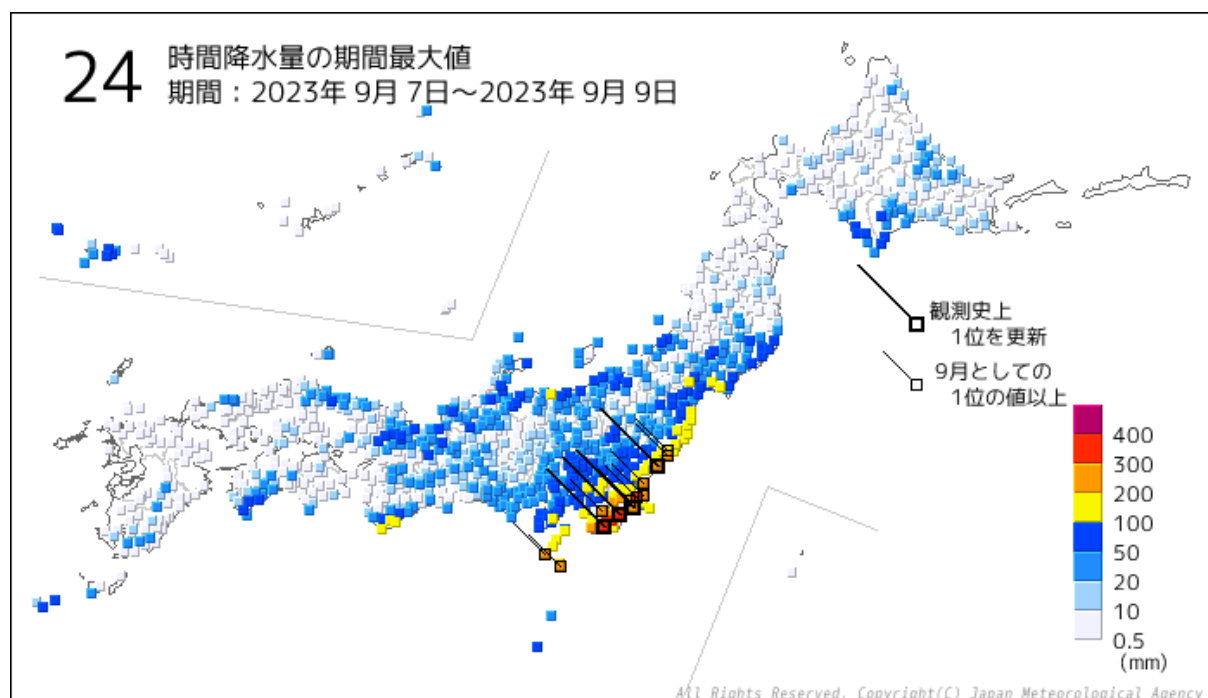 24
時間降水量の期間最大値
期間：2023年 9月 7日～2023年 9月 9日
観測史上
1位を更新
9月としての
1位の値以上
400
300
200
100
50
20
10
0.5
(mm)
All Rights Reserved. Copyright(C) Japan Meteorological Agency